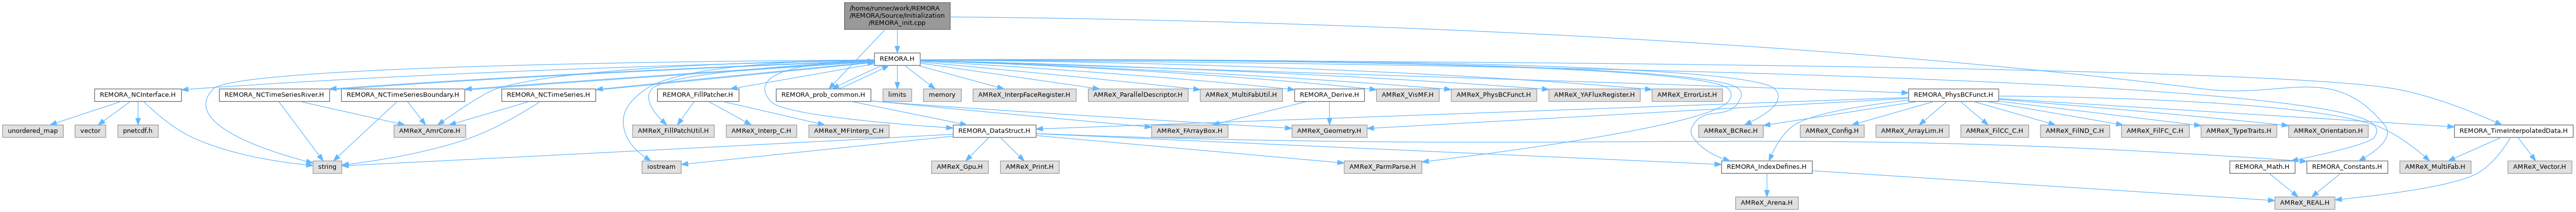 /home/runner/work/REMORA
/REMORA/Source/Initialization
/REMORA_init.cpp
REMORA.H
REMORA_NCInterface.H
REMORA_NCTimeSeriesRiver.H
REMORA_NCTimeSeriesBoundary.H
REMORA_NCTimeSeries.H
REMORA_FillPatcher.H
REMORA_prob_common.H
limits
memory
AMReX_InterpFaceRegister.H
AMReX_ParallelDescriptor.H
AMReX_MultiFabUtil.H
REMORA_Derive.H
AMReX_VisMF.H
AMReX_PhysBCFunct.H
AMReX_YAFluxRegister.H
AMReX_ErrorList.H
REMORA_PhysBCFunct.H
unordered_map
vector
pnetcdf.h
AMReX_AmrCore.H
AMReX_FillPatchUtil.H
AMReX_Interp_C.H
AMReX_MFInterp_C.H
REMORA_DataStruct.H
AMReX_FArrayBox.H
AMReX_Geometry.H
AMReX_BCRec.H
AMReX_Config.H
AMReX_ArrayLim.H
AMReX_FilCC_C.H
AMReX_FilND_C.H
AMReX_FilFC_C.H
AMReX_TypeTraits.H
AMReX_Orientation.H
REMORA_TimeInterpolatedData.H
string
iostream
AMReX_Gpu.H
AMReX_Print.H
AMReX_ParmParse.H
REMORA_IndexDefines.H
REMORA_Math.H
REMORA_Constants.H
AMReX_MultiFab.H
AMReX_Vector.H
AMReX_Arena.H
AMReX_REAL.H